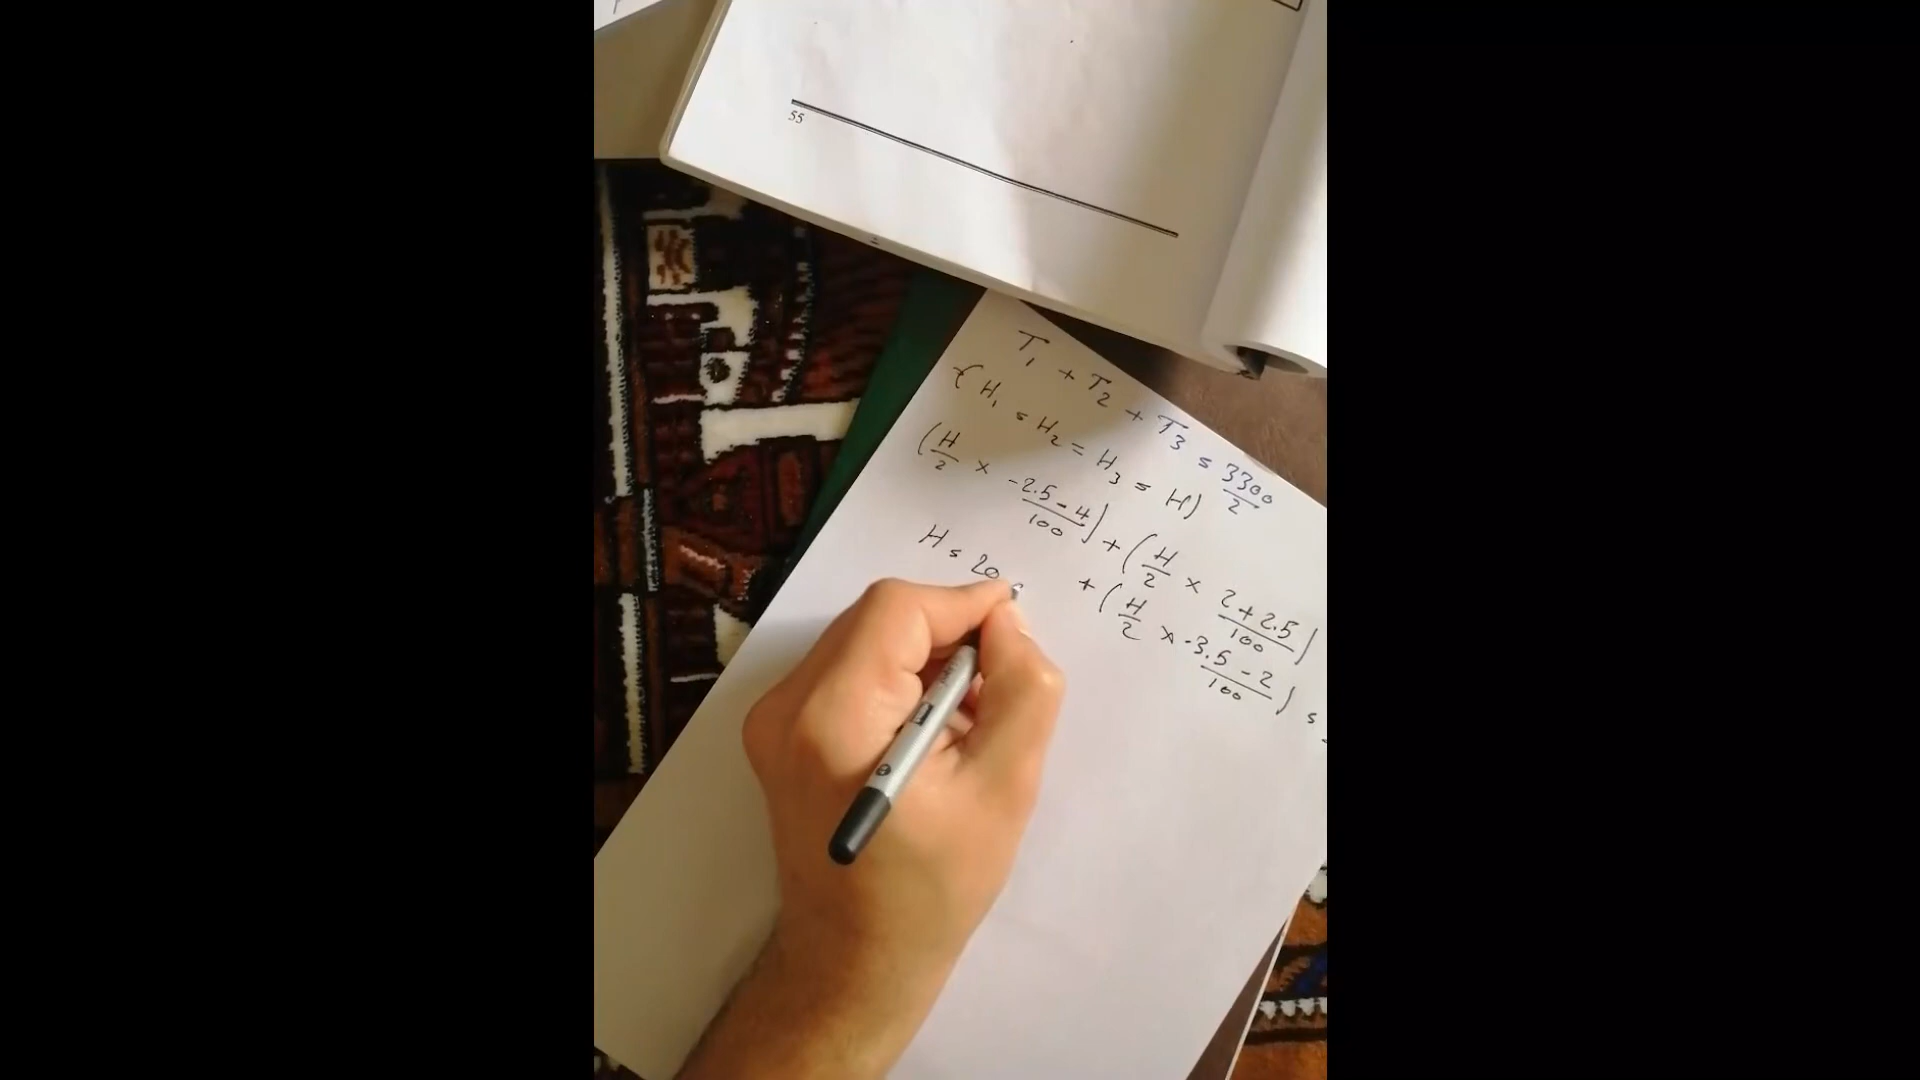 55
T₁ + T₂ + T₃ = 3300/2
(H₁ = H₂ = H₃ = H)
(H/2 × -2.5-4/100) + (H/2 × 2+2.5/100)
+ (H/2 × -3.5-2/100) =
H = 20